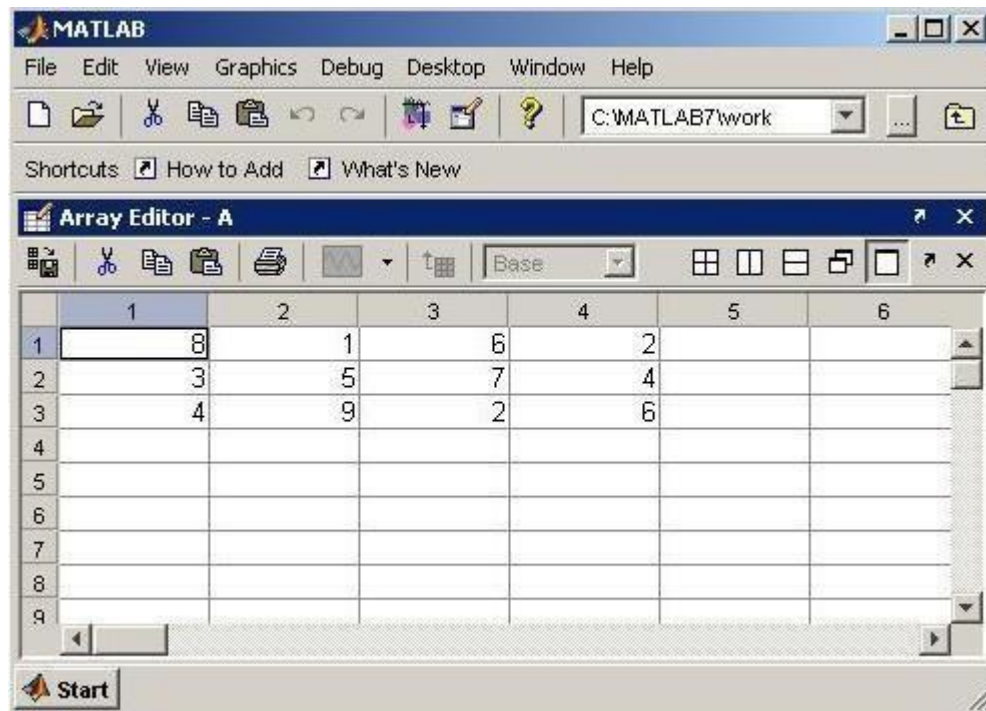 MATLAB
File Edit View Graphics Debug Desktop Window Help
C:\MATLAB7\work ...
Shortcuts How to Add What's New
Array Editor - A
Base
1 2 3 4 5 6
1 8 1 6 2
2 3 5 7 4
3 4 9 2 6
4
5
6
7
8
9
Start